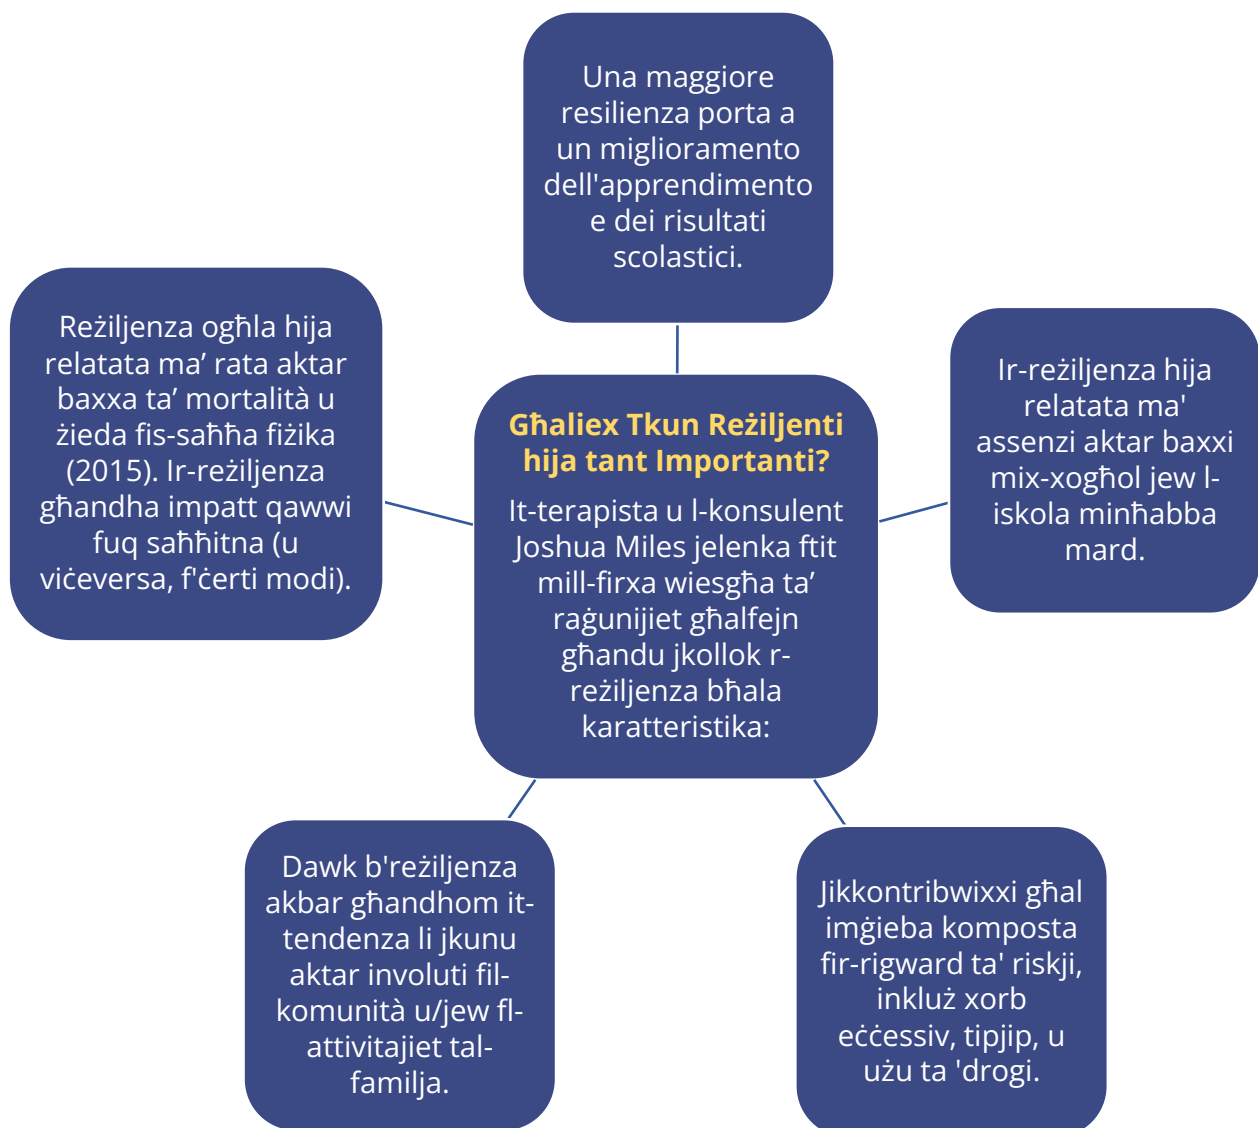 Una maggiore
resilienza porta a
un miglioramento
dell'apprendimento
e dei risultati
scolastici.
Reżiljenza ogħla hija
relatata ma’ rata aktar
baxxa ta’ mortalità u
żieda fis-saħħa fiżika
(2015). Ir-reżiljenza
għandha impatt qawwi
fuq saħħitna (u
viċeversa, f'ċerti modi).
Għaliex Tkun Reżiljenti
hija tant Importanti?
It-terapista u l-konsulent
Joshua Miles jelenka ftit
mill-firxa wiesgħa ta’
raġunijiet għalfejn
għandu jkollok r-
reżiljenza bħala
karatteristika:
Ir-reżiljenza hija
relatata ma'
assenzi aktar baxxi
mix-xogħol jew l-
iskola minħabba
mard.
Dawk b'reżiljenza
akbar għandhom it-
tendenza li jkunu
aktar involuti fil-
komunità u/jew fl-
attivitajiet tal-
familja.
Jikkontribwixxi għal
imġieba komposta
fir-rigward ta' riskji,
inkluż xorb
eċċessiv, tipjip, u
użu ta 'drogi.